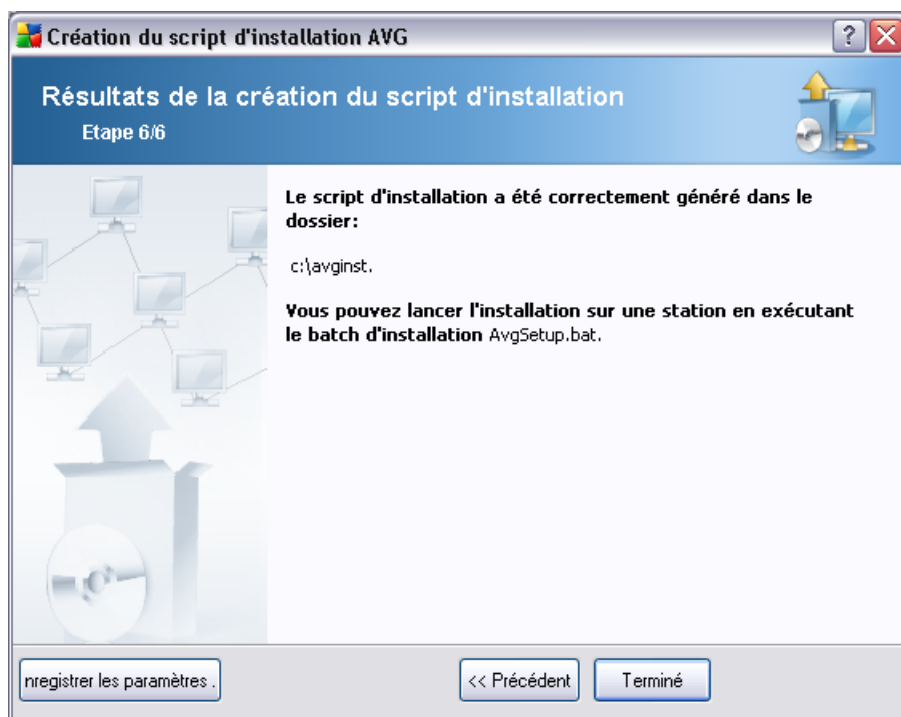 Création du script d'installation AVG
Résultats de la création du script d'installation
Etape 6/6
Le script d'installation a été correctement généré dans le
dossier:
c:\avginst.
Vous pouvez lancer l'installation sur une station en exécutant
le batch d'installation AvgSetup.bat.
nregistrer les paramètres .
<< Précédent
Terminé